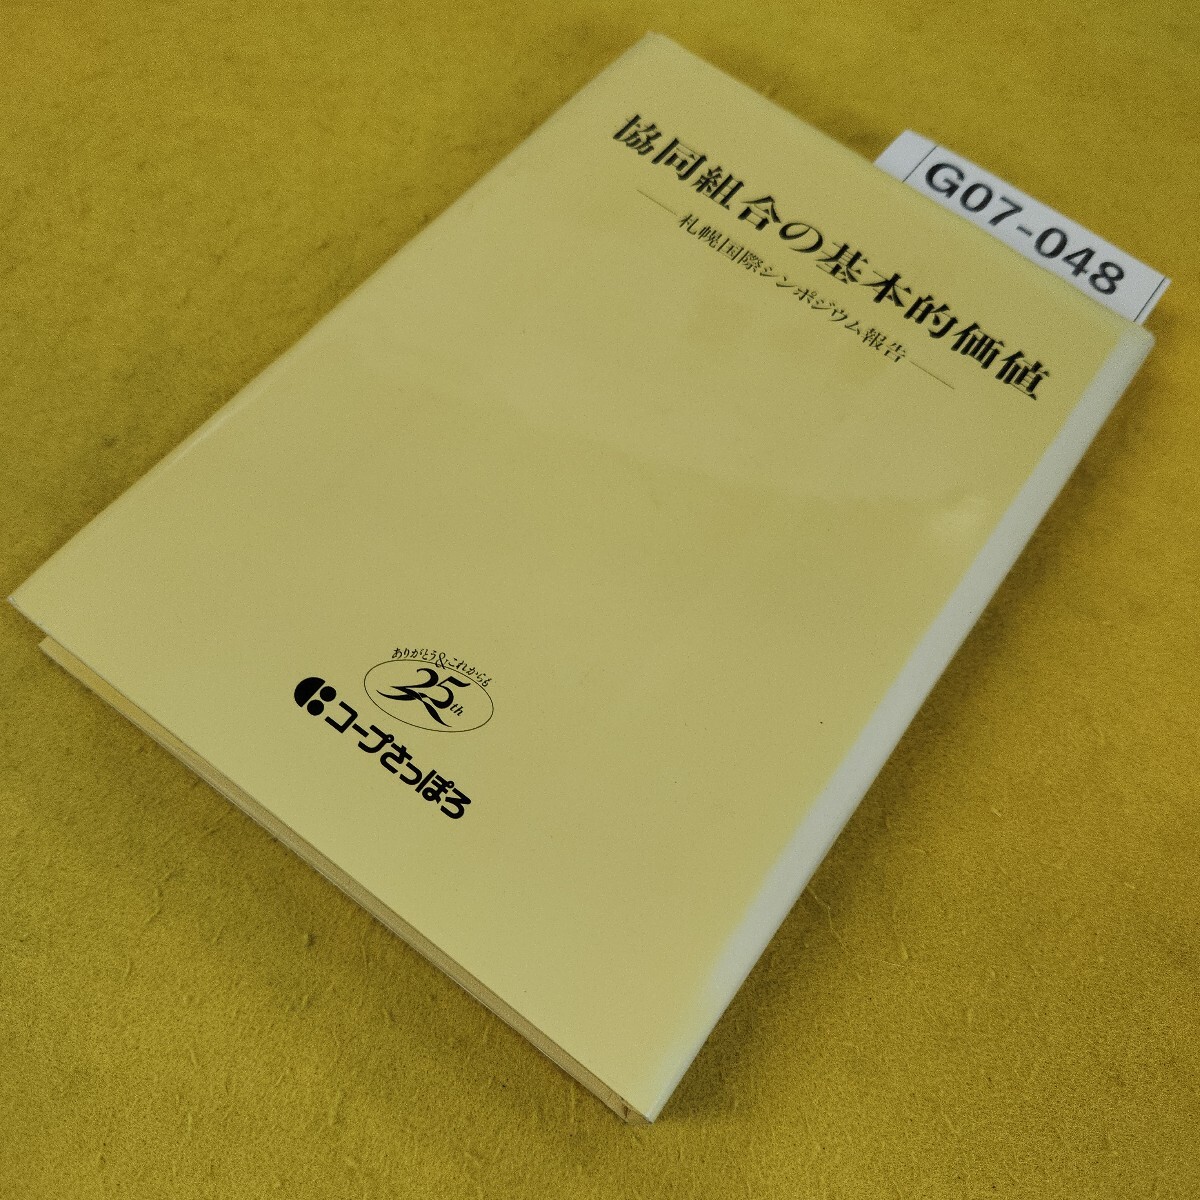 協同組合の基本的価値
―札幌国際シンポジウム報告―
G07-048
ありがとう&これからも
25th
コープさっぽろ